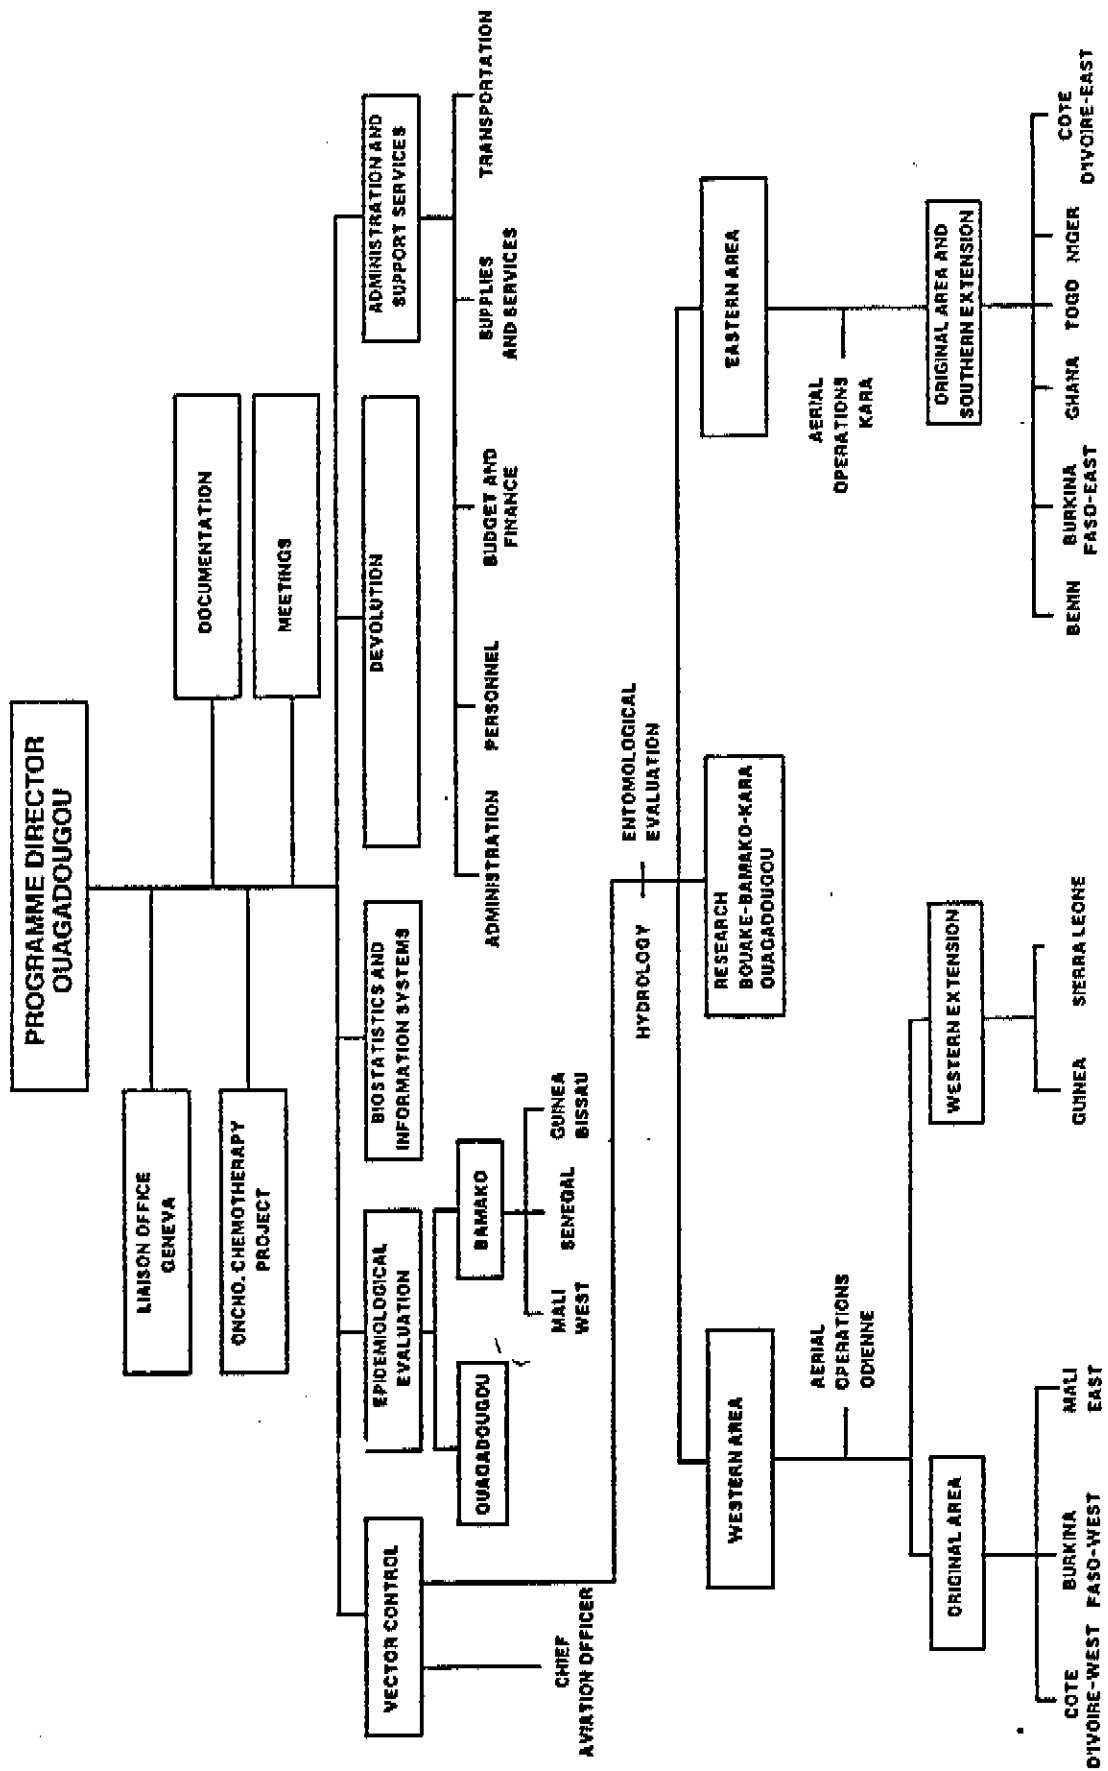 PROGRAMME DIRECTOR
OUAGADOUGOU
LIAISON OFFICE
GENEVA
DOCUMENTATION
ONCHO. CHEMOTHERAPY
PROJECT
MEETINGS
VECTOR CONTROL
EPIDEMIOLOGICAL
EVALUATION
BIOSTATISTICS AND
INFORMATION SYSTEMS
DEVOLUTION
ADMINISTRATION AND
SUPPORT SERVICES
CHIEF
AVIATION OFFICER
OUAGADOUGOU
BAMAKO
MALI
WEST
SENEGAL
GUINEA
BISSAU
ADMINISTRATION
PERSONNEL
BUDGET AND
FINANCE
SUPPLIES
AND SERVICES
TRANSPORTATION
HYDROLOGY
ENTOMOLOGICAL
EVALUATION
WESTERN AREA
RESEARCH
BOUAKE-BAMAKO-KARA
OUAGADOUGOU
EASTERN AREA
AERIAL
OPERATIONS
ODIENNE
AERIAL
OPERATIONS
KARA
ORIGINAL AREA
WESTERN EXTENSION
ORIGINAL AREA AND
SOUTHERN EXTENSION
COTE
D'IVOIRE-WEST
BURKINA
FASO-WEST
MALI
EAST
GUINEA
SIERRA LEONE
BENIN
BURKINA
FASO-EAST
GHANA
TOGO
NIGER
COTE
D'IVOIRE-EAST